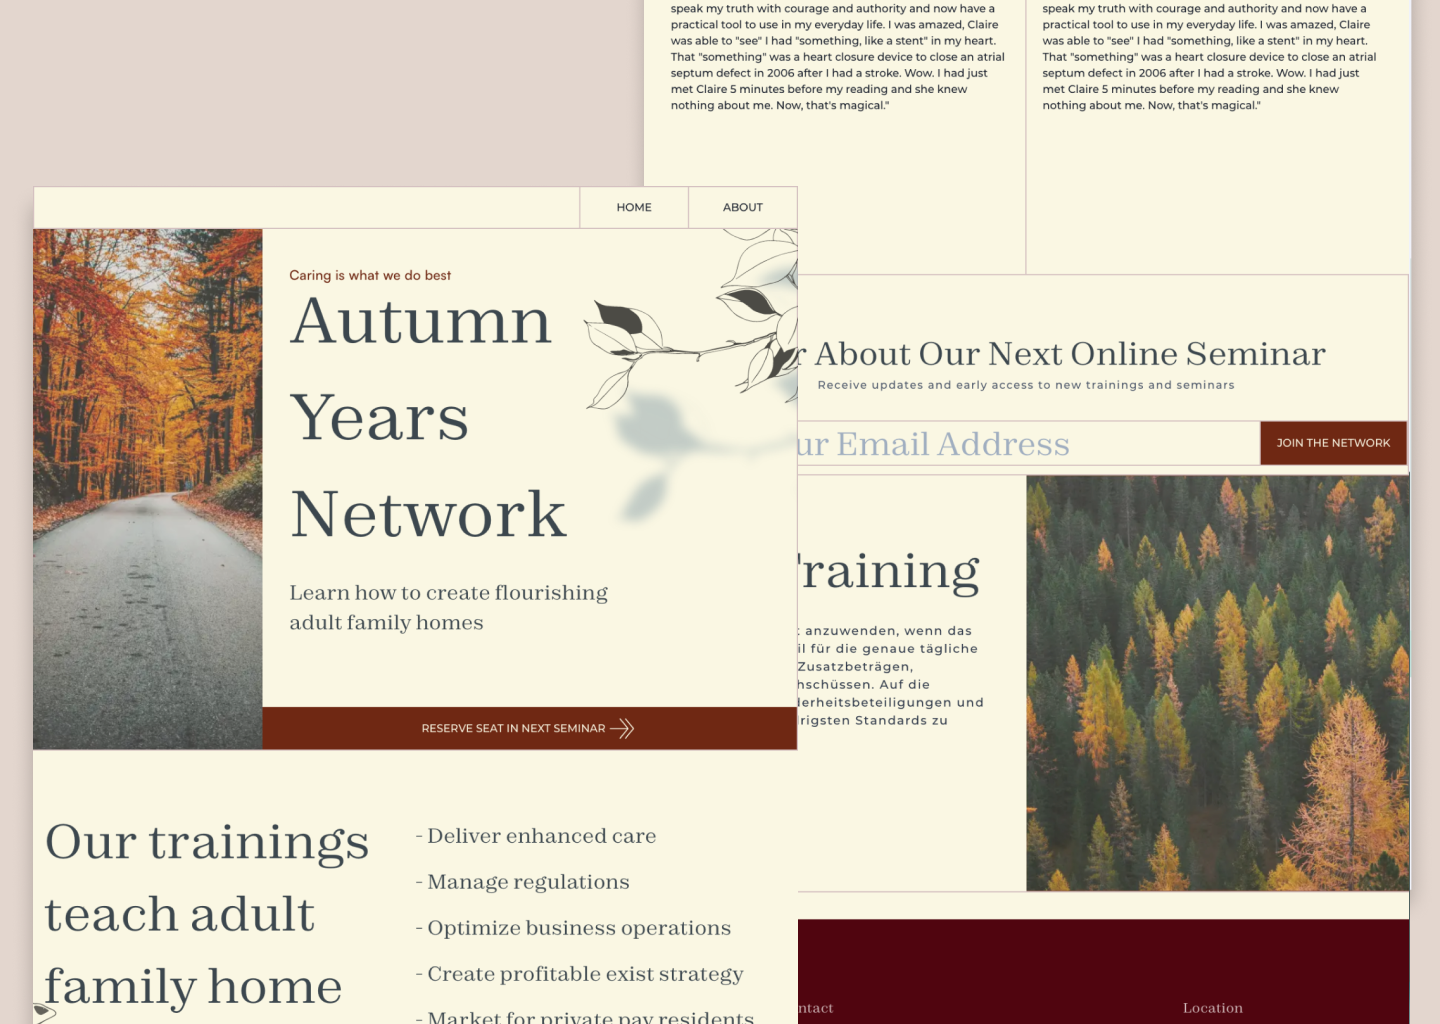 speak my truth with courage and authority and now have a
practical tool to use in my everyday life. I was amazed, Claire
was able to "see" I had "something, like a stent" in my heart.
That "something" was a heart closure device to close an atrial
septum defect in 2006 after I had a stroke. Wow. I had just
met Claire 5 minutes before my reading and she knew
nothing about me. Now, that's magical."
speak my truth with courage and authority and now have a
practical tool to use in my everyday life. I was amazed, Claire
was able to "see" I had "something, like a stent" in my heart.
That "something" was a heart closure device to close an atrial
septum defect in 2006 after I had a stroke. Wow. I had just
met Claire 5 minutes before my reading and she knew
nothing about me. Now, that's magical."
HOME
ABOUT
Caring is what we do best
Autumn
Years
Network
Learn how to create flourishing
adult family homes
RESERVE SEAT IN NEXT SEMINAR
Our trainings
teach adult
family home
- Deliver enhanced care
- Manage regulations
- Optimize business operations
- Create profitable exist strategy
- Market for private pay residents
r About Our Next Online Seminar
Receive updates and early access to new trainings and seminars
ur Email Address
JOIN THE NETWORK
Training
anzuwenden, wenn das
il für die genaue tägliche
Zusatzbeträgen,
hschüssen. Auf die
lerheitsbeteiligungen und
drigsten Standards zu
ntact
Location